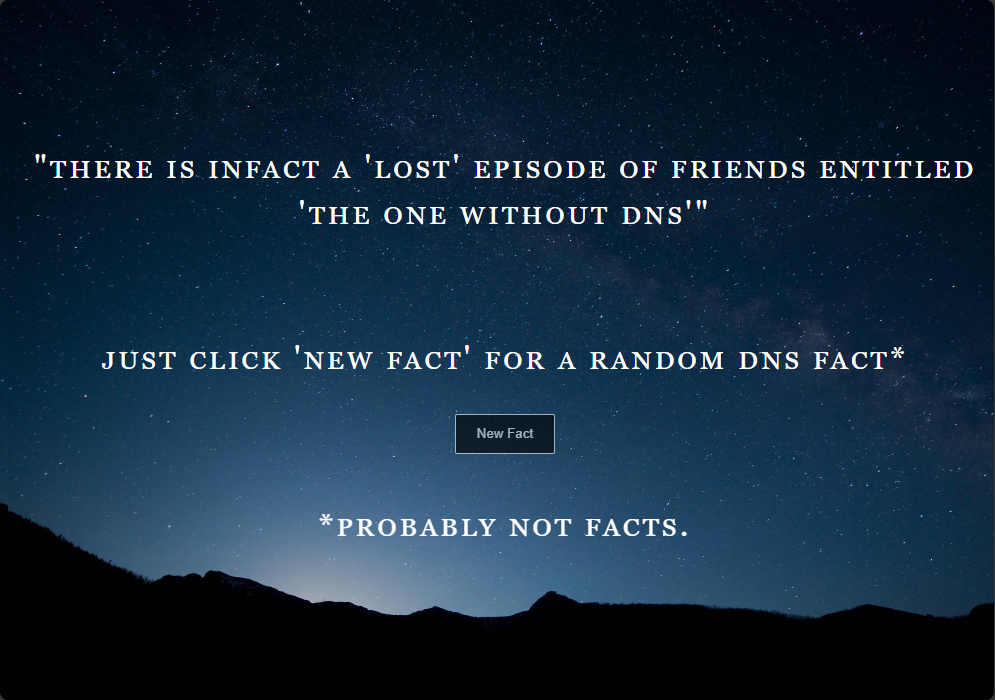 "THERE IS INFACT A 'LOST' EPISODE OF FRIENDS ENTITLED
'THE ONE WITHOUT DNS'"
JUST CLICK 'NEW FACT' FOR A RANDOM DNS FACT*
New Fact
*PROBABLY NOT FACTS.